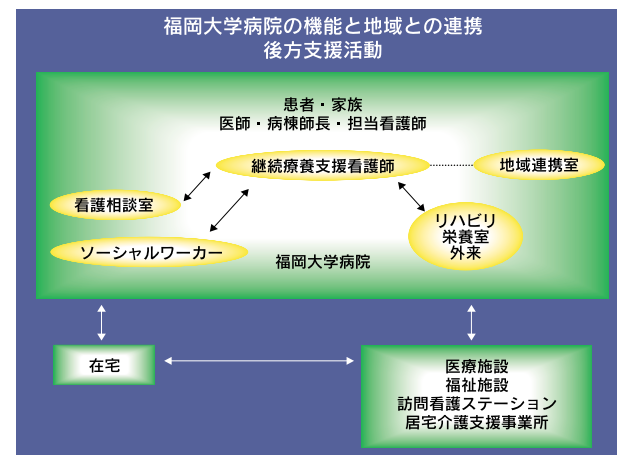 福岡大学病院の機能と地域との連携
後方支援活動
患者・家族
医師・病棟師長・担当看護師
継続療養支援看護師
地域連携室
看護相談室
ソーシャルワーカー
リハビリ
栄養室
外来
福岡大学病院
在宅
医療施設
福祉施設
訪問看護ステーション
居宅介護支援事業所